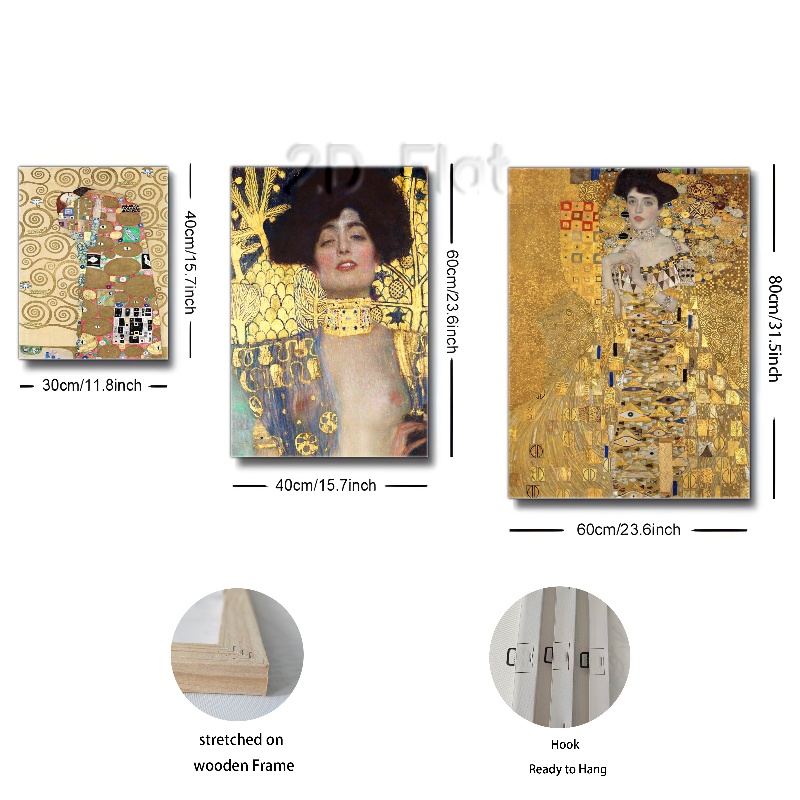 2D Flat
40cm/15.7inch
30cm/11.8inch
60cm/23.6inch
40cm/15.7inch
80cm/31.5inch
60cm/23.6inch
stretched on
wooden Frame
Hook
Ready to Hang